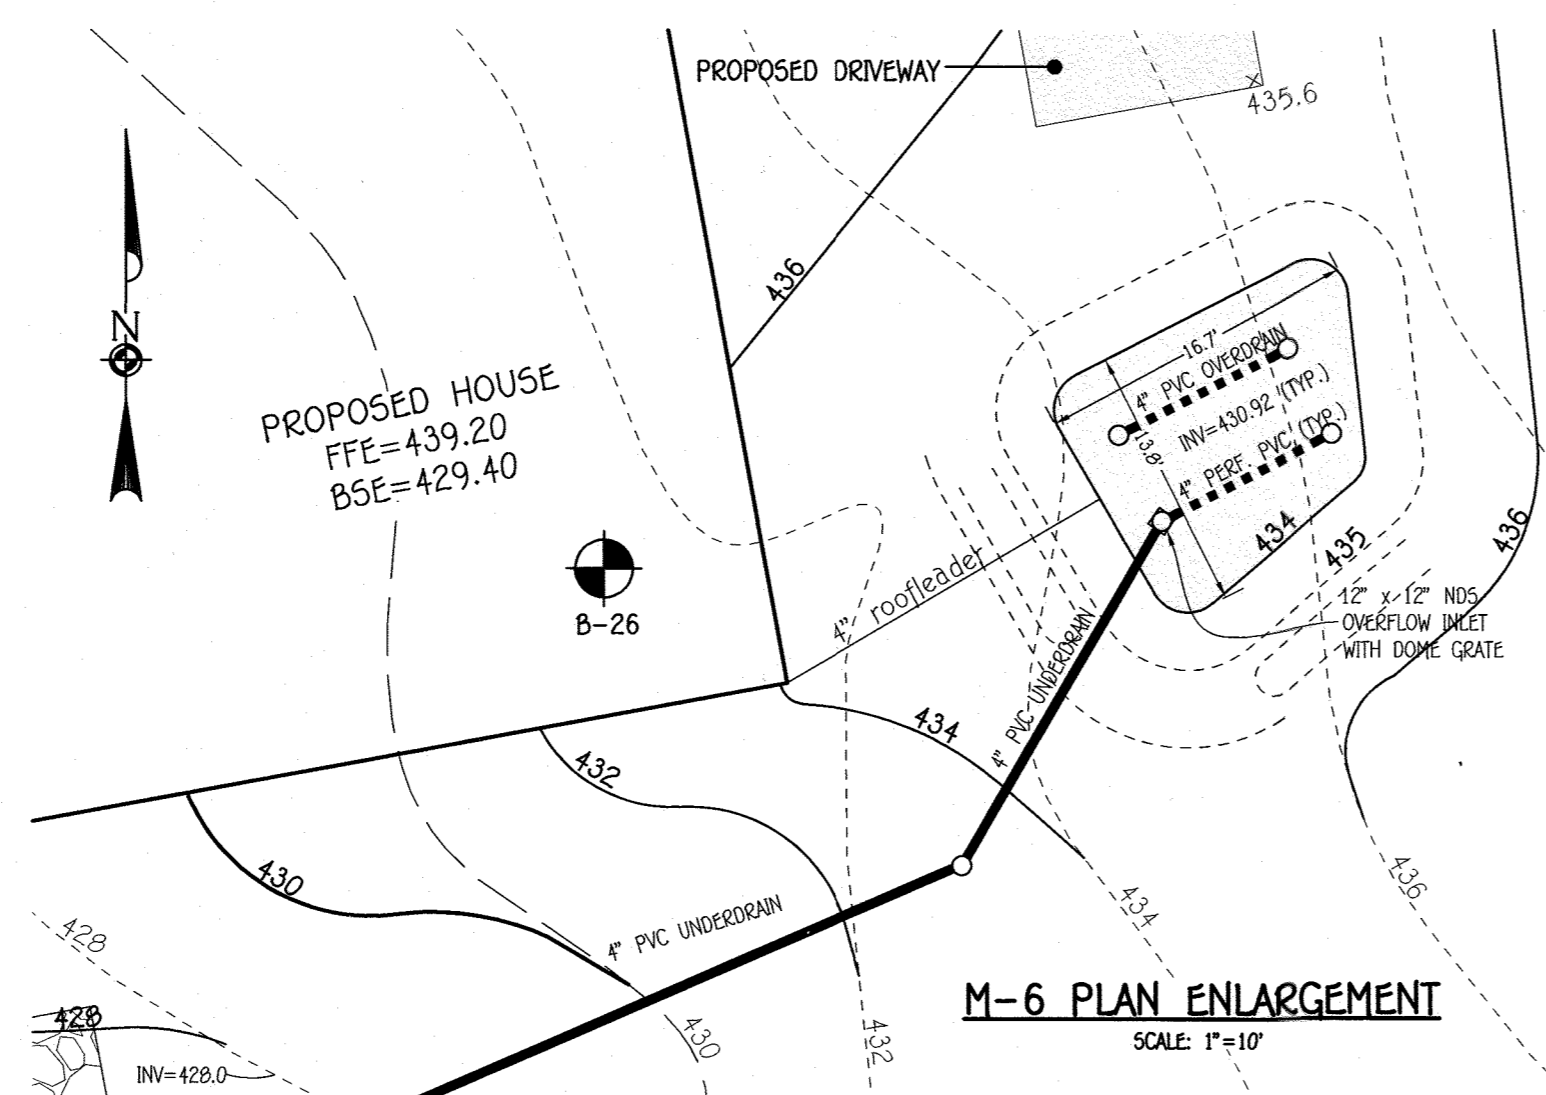 PROPOSED DRIVEWAY
435.6
N
436
PROPOSED HOUSE
FFE=439.20
BSE=429.40
16.7'
4" PVC OVERDRAIN
INV=430.92 (TYP.)
13.8'
4" PERF. PVC (TYP.)
434
435
436
12" x 12" NDS
OVERFLOW INLET
WITH DOME GRATE
B-26
4" roofleader
4" PVC UNDERDRAIN
434
432
430
4" PVC UNDERDRAIN
436
434
428
428
430
432
INV=428.0
M-6 PLAN ENLARGEMENT
SCALE: 1"=10'